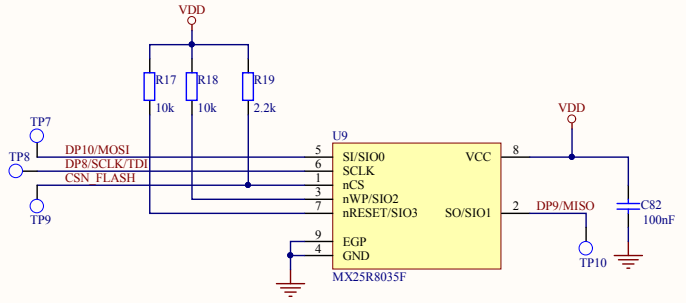 VDD
R17
R18
R19
10k
10k
2.2k
TP7
U9
VDD
DP10/MOSI
5
SI/SIO0
VCC
8
TP8
DP8/SCLK/TDI
6
SCLK
CSN_FLASH
1
nCS
3
nWP/SIO2
C82
TP9
7
nRESET/SIO3
SO/SIO1
2
DP9/MISO
100nF
9
EGP
4
GND
TP10
MX25R8035F